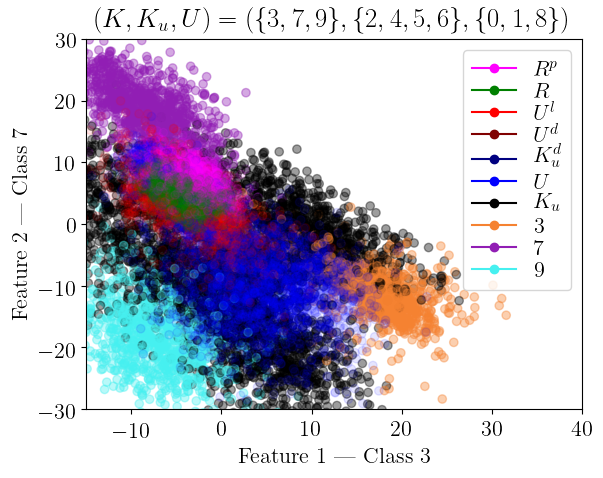 (K, K_u, U) = ({3, 7, 9}, {2, 4, 5, 6}, {0, 1, 8})
R^p
R
U^l
U^d
K_u^d
U
K_u
3
7
9
30
20
10
0
−10
−20
−30
−10
0
10
20
30
40
Feature 2 — Class 7
Feature 1 — Class 3